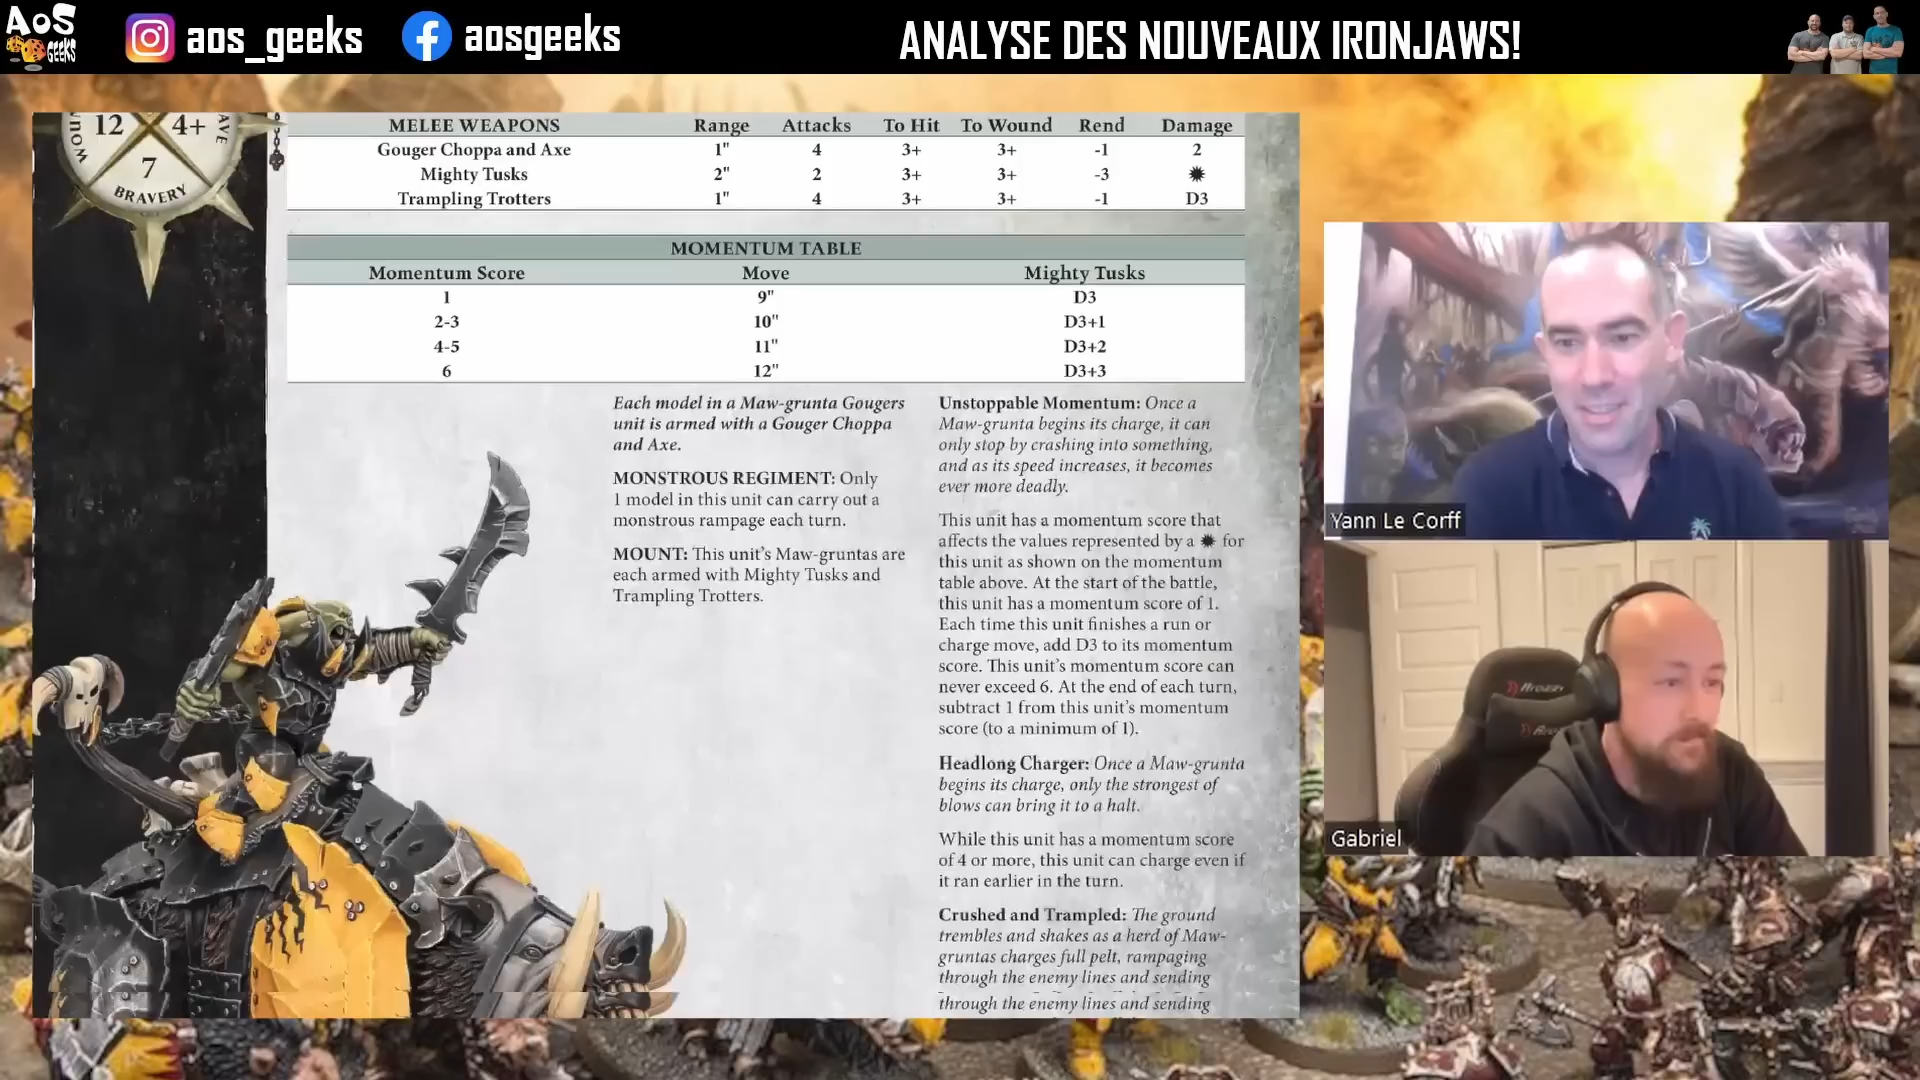 AoS
GEEKS
aos_geeks
aosgeeks
ANALYSE DES NOUVEAUX IRONJAWS!
12 4+
7
BRAVERY
MELEE WEAPONS Range Attacks To Hit To Wound Rend Damage
Gouger Choppa and Axe 1" 4 3+ 3+ -1 2
Mighty Tusks 2" 2 3+ 3+ -3 ✹
Trampling Trotters 1" 4 3+ 3+ -1 D3
MOMENTUM TABLE
Momentum Score Move Mighty Tusks
1 9" D3
2-3 10" D3+1
4-5 11" D3+2
6 12" D3+3
Each model in a Maw-grunta Gougers
unit is armed with a Gouger Choppa
and Axe.
MONSTROUS REGIMENT: Only
1 model in this unit can carry out a
monstrous rampage each turn.
MOUNT: This unit's Maw-gruntas are
each armed with Mighty Tusks and
Trampling Trotters.
Unstoppable Momentum: Once a
Maw-grunta begins its charge, it can
only stop by crashing into something,
and as its speed increases, it becomes
ever more deadly.
This unit has a momentum score that
affects the values represented by a ✹ for
this unit as shown on the momentum
table above. At the start of the battle,
this unit has a momentum score of 1.
Each time this unit finishes a run or
charge move, add D3 to its momentum
score. This unit's momentum score can
never exceed 6. At the end of each turn,
subtract 1 from this unit's momentum
score (to a minimum of 1).
Headlong Charger: Once a Maw-grunta
begins its charge, only the strongest of
blows can bring it to a halt.
While this unit has a momentum score
of 4 or more, this unit can charge even if
it ran earlier in the turn.
Crushed and Trampled: The ground
trembles and shakes as a herd of Maw-
gruntas charges full pelt, rampaging
through the enemy lines and sending
through the enemy lines and sending
Yann Le Corff
Gabriel